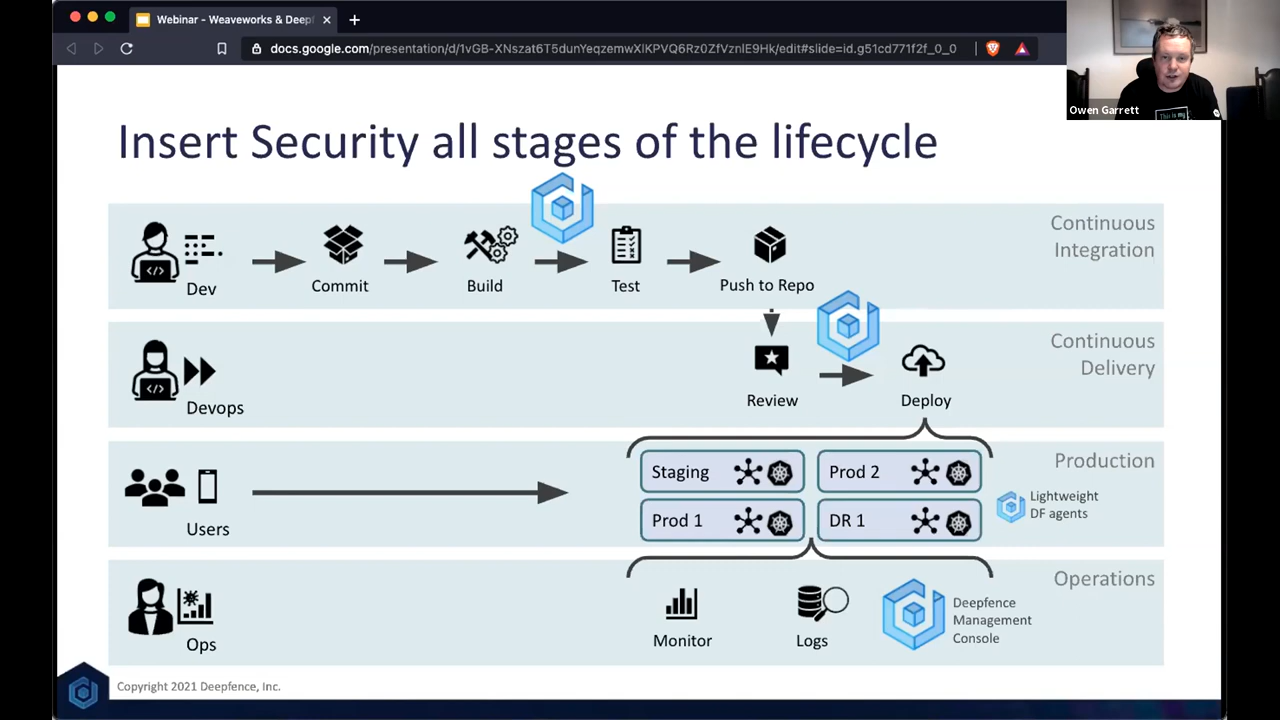 Webinar - Weaveworks & Deepf
docs.google.com/presentation/d/1vGB-XNszat6T5dunYeqzemwXlKPVQ6Rz0ZfVznlE9Hk/edit#slide=id.g51cd771f2f_0_0
Owen Garrett
This is my
Insert Security all stages of the lifecycle
Continuous
Integration
Dev
Commit
Build
Test
Push to Repo
Continuous
Delivery
Devops
Review
Deploy
Production
Staging
Prod 2
Prod 1
DR 1
Lightweight
DF agents
Users
Operations
Ops
Monitor
Logs
Deepfence
Management
Console
Copyright 2021 Deepfence, Inc.